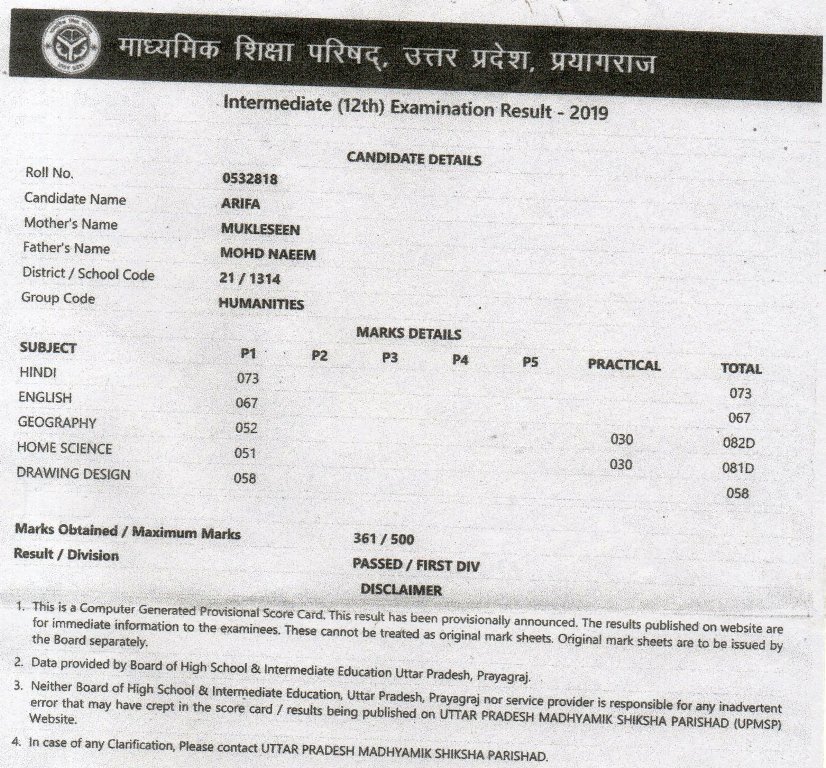 माध्यमिक शिक्षा परिषद्, उत्तर प्रदेश, प्रयागराज
Intermediate (12th) Examination Result - 2019
CANDIDATE DETAILS
Roll No. 0532818
Candidate Name ARIFA
Mother's Name MUKLESEEN
Father's Name MOHD NAEEM
District / School Code 21 / 1314
Group Code HUMANITIES
MARKS DETAILS
SUBJECT P1 P2 P3 P4 P5 PRACTICAL TOTAL
HINDI 073 073
ENGLISH 067 067
GEOGRAPHY 052 030 082D
HOME SCIENCE 051 030 081D
DRAWING DESIGN 058 058
Marks Obtained / Maximum Marks 361 / 500
Result / Division PASSED / FIRST DIV
DISCLAIMER
1. This is a Computer Generated Provisional Score Card. This result has been provisionally announced. The results published on website are
for immediate information to the examinees. These cannot be treated as original mark sheets. Original mark sheets are to be issued by
the Board separately.
2. Data provided by Board of High School & Intermediate Education Uttar Pradesh, Prayagraj.
3. Neither Board of High School & Intermediate Education, Uttar Pradesh, Prayagraj nor service provider is responsible for any inadvertent
error that may have crept in the score card / results being published on UTTAR PRADESH MADHYAMIK SHIKSHA PARISHAD (UPMSP)
Website.
4. In case of any Clarification, Please contact UTTAR PRADESH MADHYAMIK SHIKSHA PARISHAD.